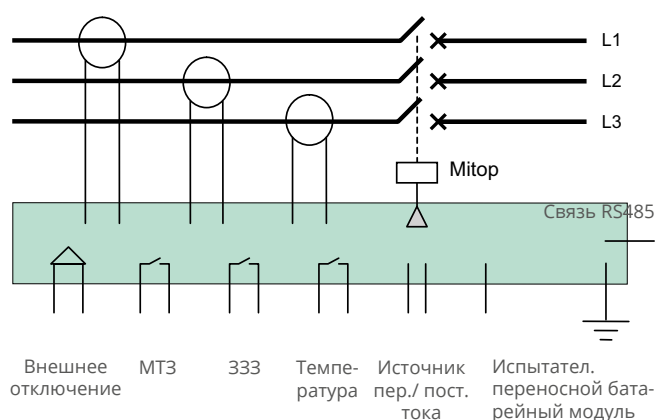 L1
L2
L3
Mitop
Связь RS485
Внешнее
отключение
МТЗ
ЗЗЗ
Темпе-
ратура
Источник
пер./ пост.
тока
Испытател.
переносной бата-
рейный модуль